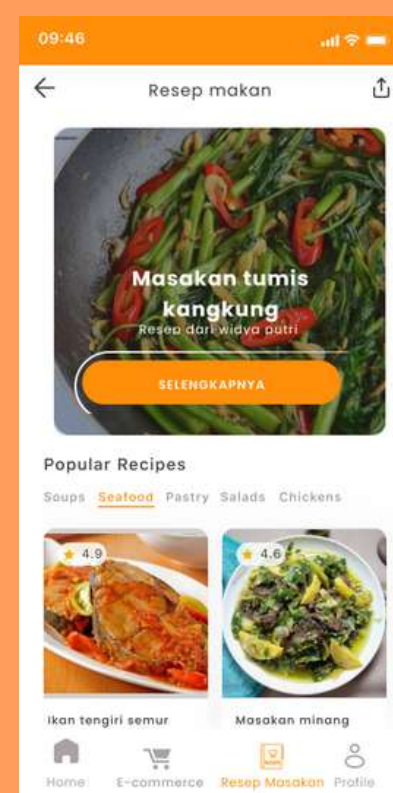 09:46
Resep makan
Masakan tumis
kangkung
Resep dari widya putri
SELENGKAPNYA
Popular Recipes
Soups Seafood Pastry Salads Chickens
4.9 4.6
Ikan tengiri semur Masakan minang
Home E-commerce Resep Masakan Profile